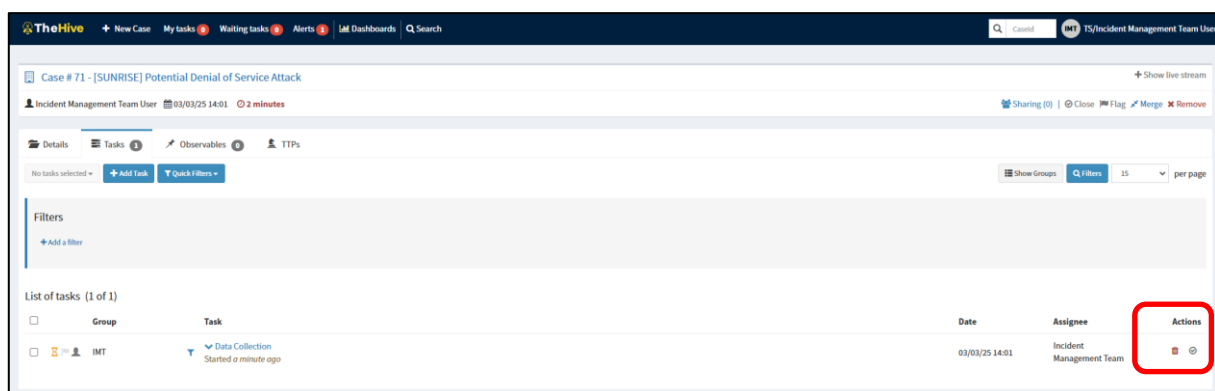 TheHive + New Case My tasks 0 Waiting tasks 0 Alerts 1 Dashboards Search CaseId IMT TS/Incident Management Team User
Case # 71 - [SUNRISE] Potential Denial of Service Attack + Show live stream
Incident Management Team User 03/03/25 14:01 2 minutes Sharing (0) | Close Flag Merge Remove
Details Tasks 1 Observables 0 TTPs
No tasks selected + Add Task Quick Filters Show Groups Filters 15 per page
Filters
+ Add a filter
List of tasks (1 of 1)
Group Task Date Assignee Actions
IMT Data Collection 03/03/25 14:01 Incident
Started a minute ago Management Team